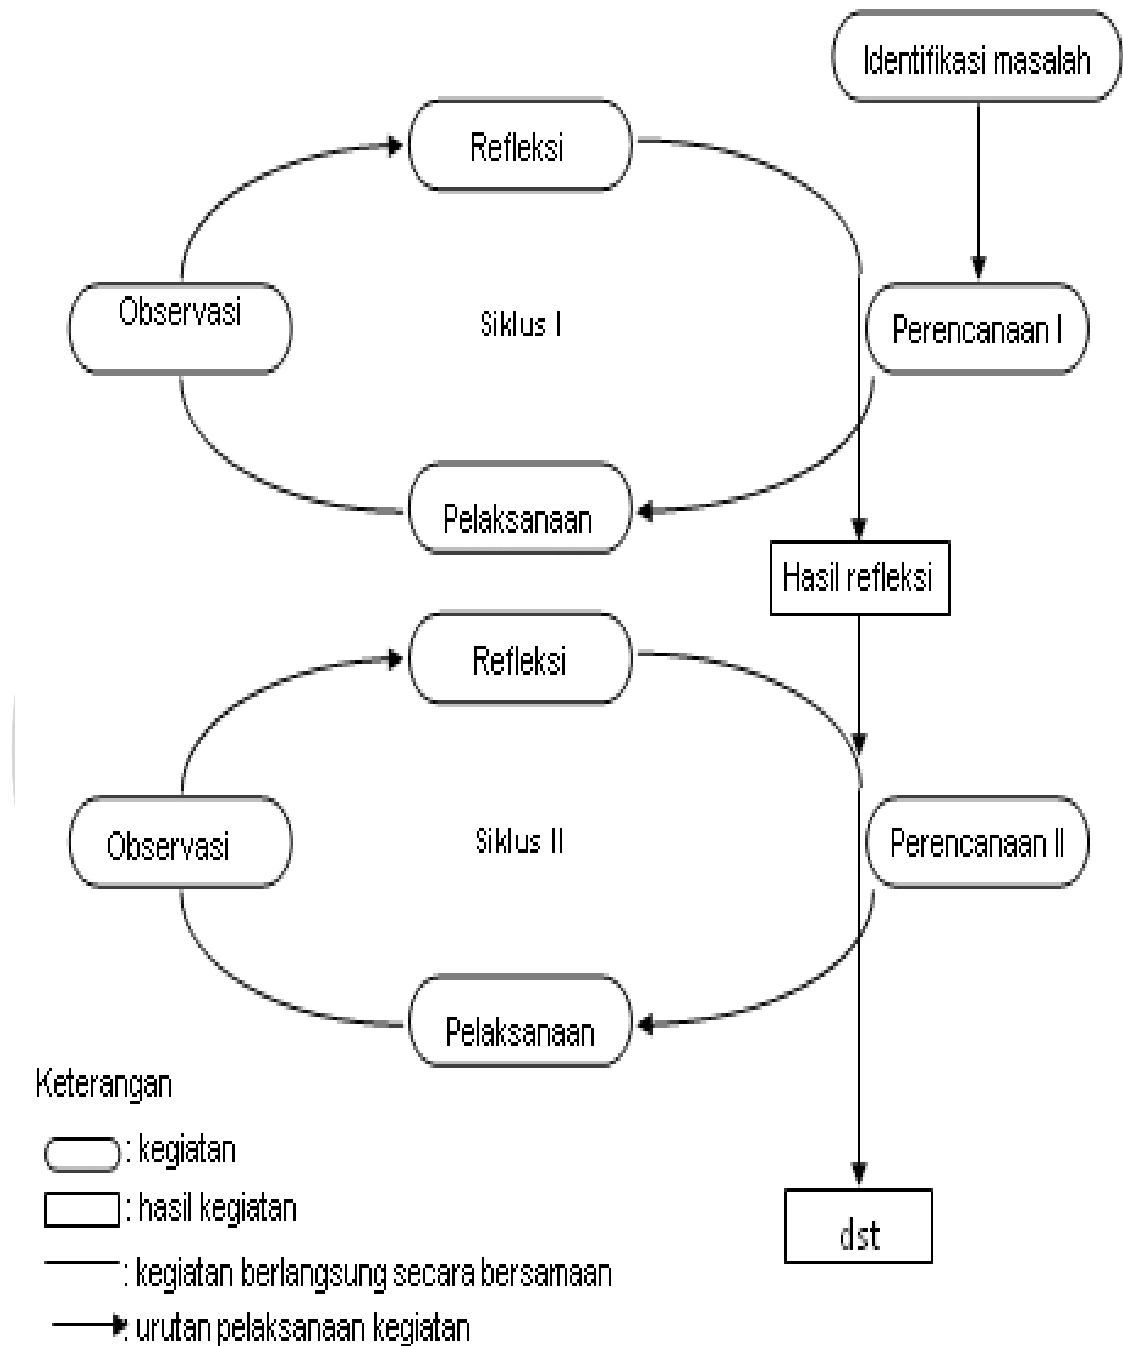 Identifikasi masalah
Refleksi
Observasi
Siklus I
Perencanaan I
Pelaksanaan
Hasil refleksi
Refleksi
Observasi
Siklus II
Perencanaan II
Pelaksanaan
Keterangan
: kegiatan
: hasil kegiatan
dst
: kegiatan berlangsung secara bersamaan
: urutan pelaksanaan kegiatan